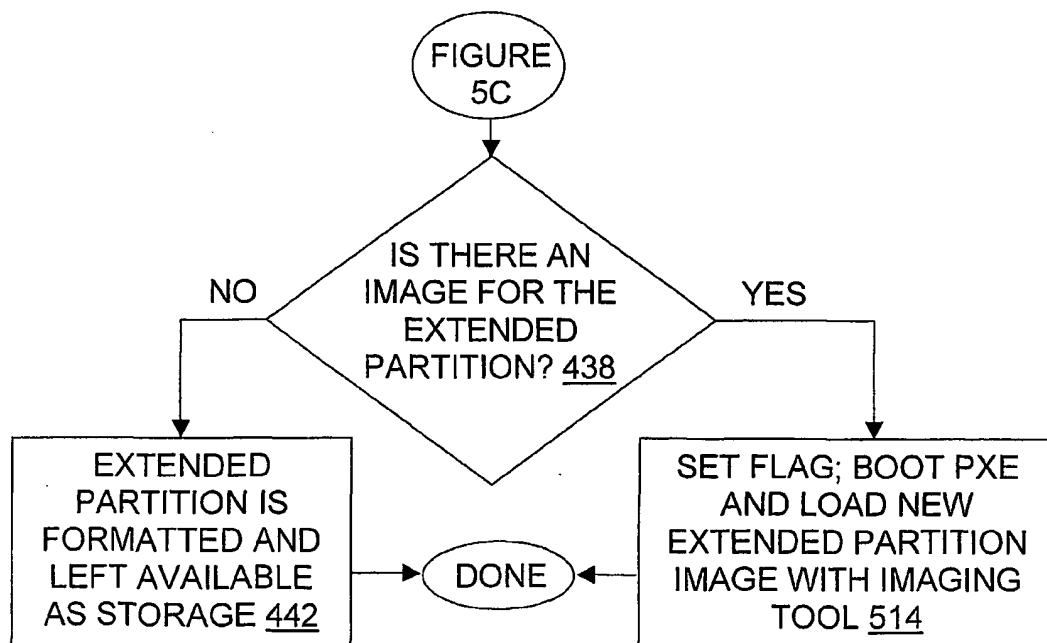 FIGURE
5C
IS THERE AN
IMAGE FOR THE
EXTENDED
PARTITION? 438
NO
YES
EXTENDED
PARTITION IS
FORMATTED AND
LEFT AVAILABLE
AS STORAGE 442
DONE
SET FLAG; BOOT PXE
AND LOAD NEW
EXTENDED PARTITION
IMAGE WITH IMAGING
TOOL 514